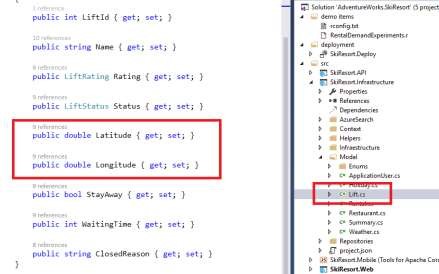 {
1 reference
public int LiftId { get; set; }
10 references
public string Name { get; set; }
8 references
public LiftRating Rating { get; set; }
9 references
public LiftStatus Status { get; set; }
9 references
public double Latitude { get; set; }
9 references
public double Longitude { get; set; }
9 references
public bool StayAway { get; set; }
9 references
public int WaitingTime { get; set; }
8 references
public string ClosedReason { get; set; }
}
Solution 'AdventureWorks.SkiResort' (5 project
demo items
rconfig.txt
RentalDemandExperiments.r
deployment
SkiResort.Deploy
src
SkiResort.API
SkiResort.Infrastructure
Properties
References
Dependencies
AzureSearch
Context
Helpers
Infrastructure
Model
Enums
ApplicationUser.cs
Holiday.cs
Lift.cs
Restaurant.cs
Summary.cs
Weather.cs
Repositories
project.json
SkiResort.Mobile (Tools for Apache Cor
SkiResort.Web